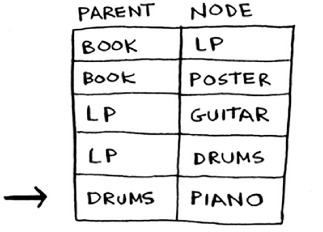 PARENT NODE
BOOK LP
BOOK POSTER
LP GUITAR
LP DRUMS
DRUMS PIANO